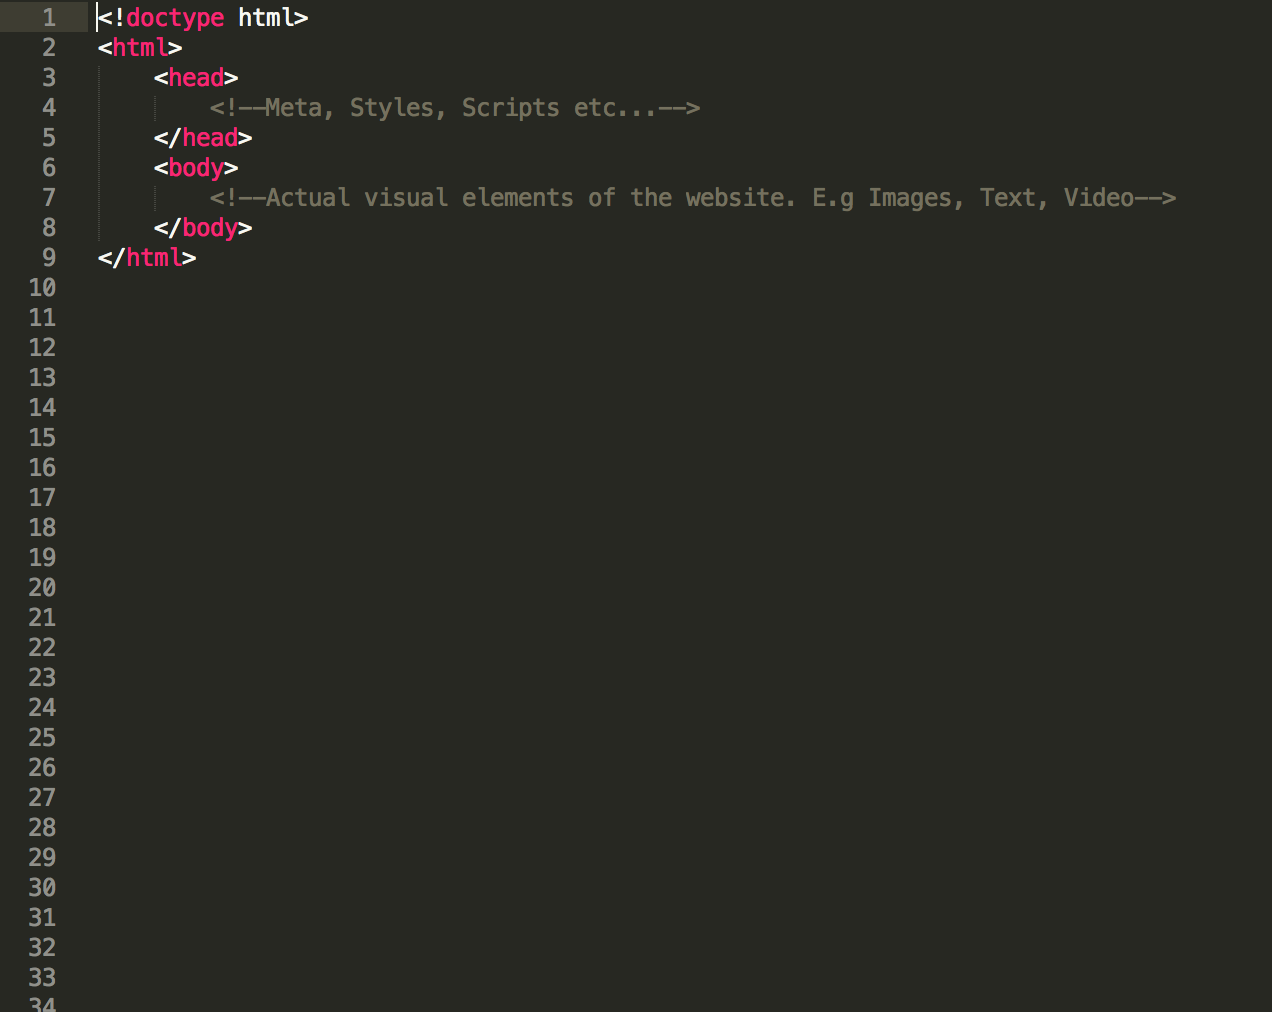 1 <!doctype html>
2 <html>
3     <head>
4         <!--Meta, Styles, Scripts etc...-->
5     </head>
6     <body>
7         <!--Actual visual elements of the website. E.g Images, Text, Video-->
8     </body>
9 </html>
10
11
12
13
14
15
16
17
18
19
20
21
22
23
24
25
26
27
28
29
30
31
32
33
34